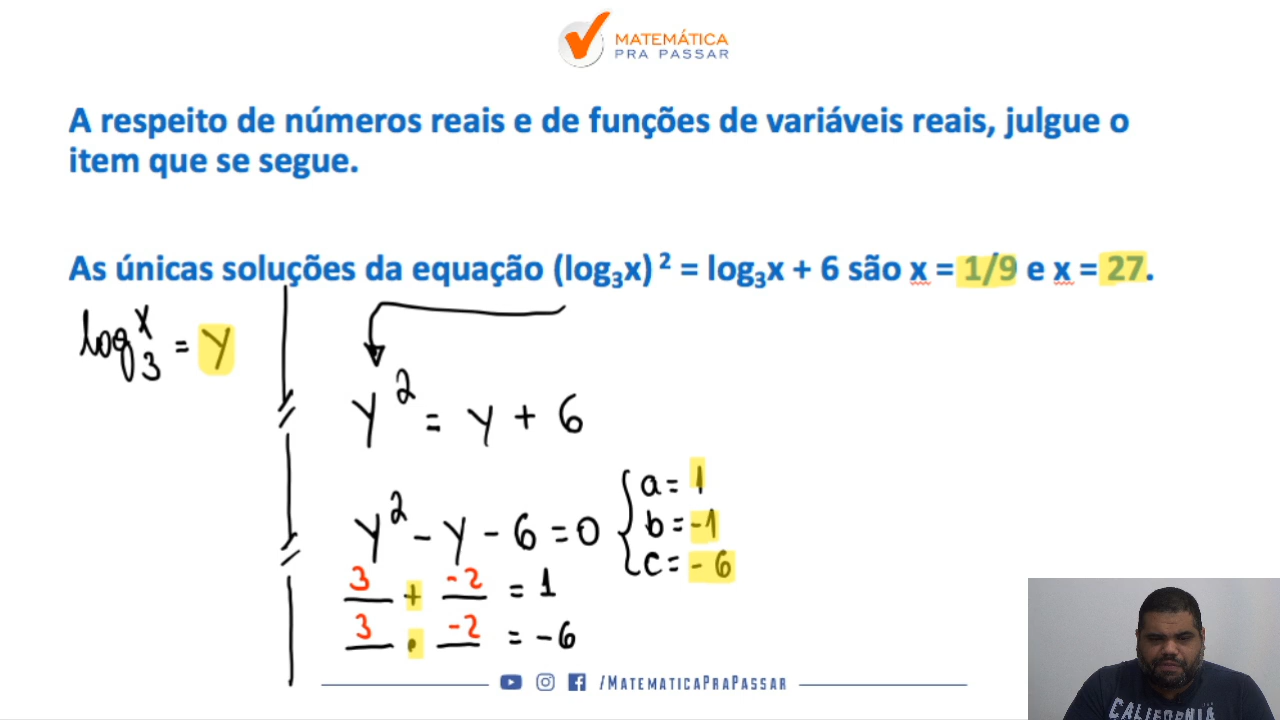 MATEMÁTICA
PRA PASSAR
A respeito de números reais e de funções de variáveis reais, julgue o
item que se segue.
As únicas soluções da equação (log₃x)² = log₃x + 6 são x = 1/9 e x = 27.
log₃ˣ = y
y² = y + 6
y² - y - 6 = 0
a = 1
b = -1
c = - 6
3 + -2 = 1
3 • -2 = -6
/MATEMATICAPRAPASSAR
CALIFORNIA